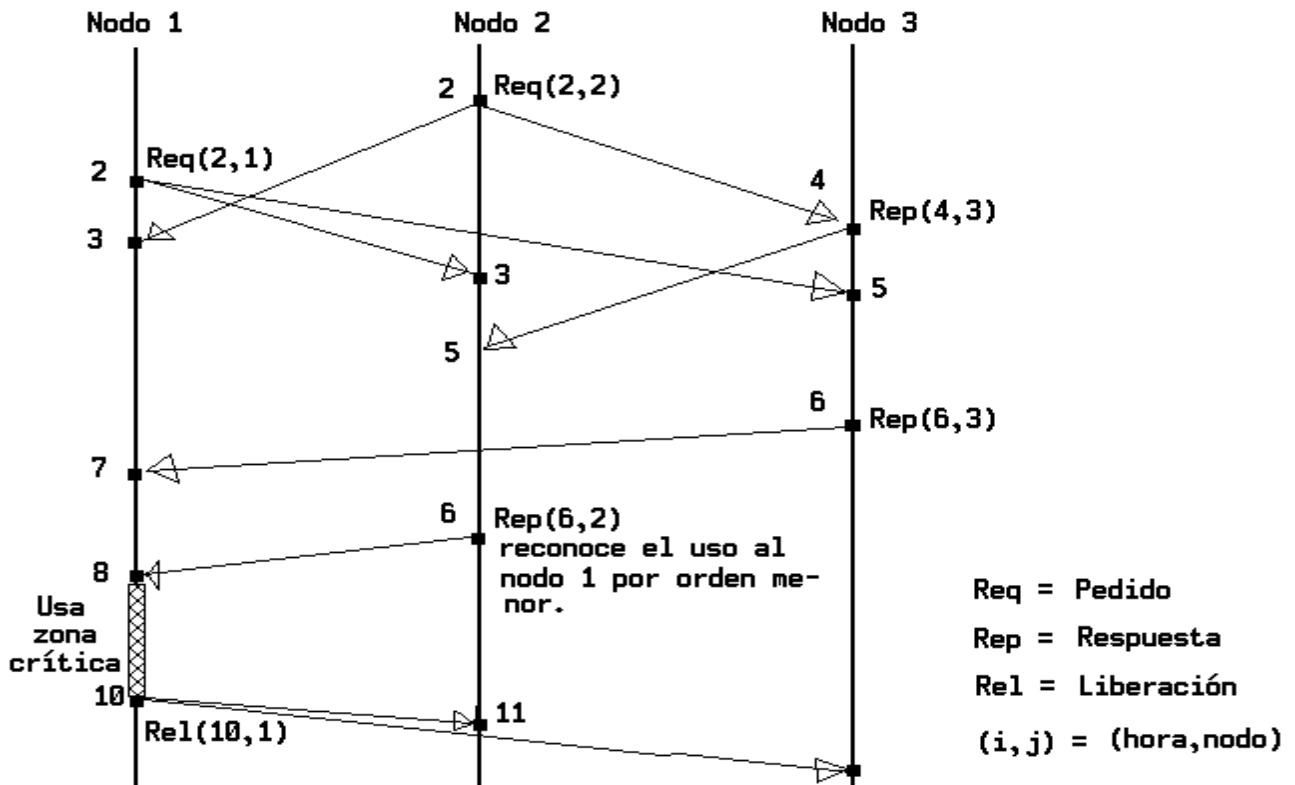 Nodo 1 Nodo 2 Nodo 3
2 Req(2,2)
Req(2,1)
2
4
Rep(4,3)
3
3
5
5
6
Rep(6,3)
7
6
Rep(6,2)
reconoce el uso al
nodo 1 por orden me-
nor.
8
Usa
zona
crítica
10
Rel(10,1)
11
Req = Pedido
Rep = Respuesta
Rel = Liberación
(i,j) = (hora,nodo)